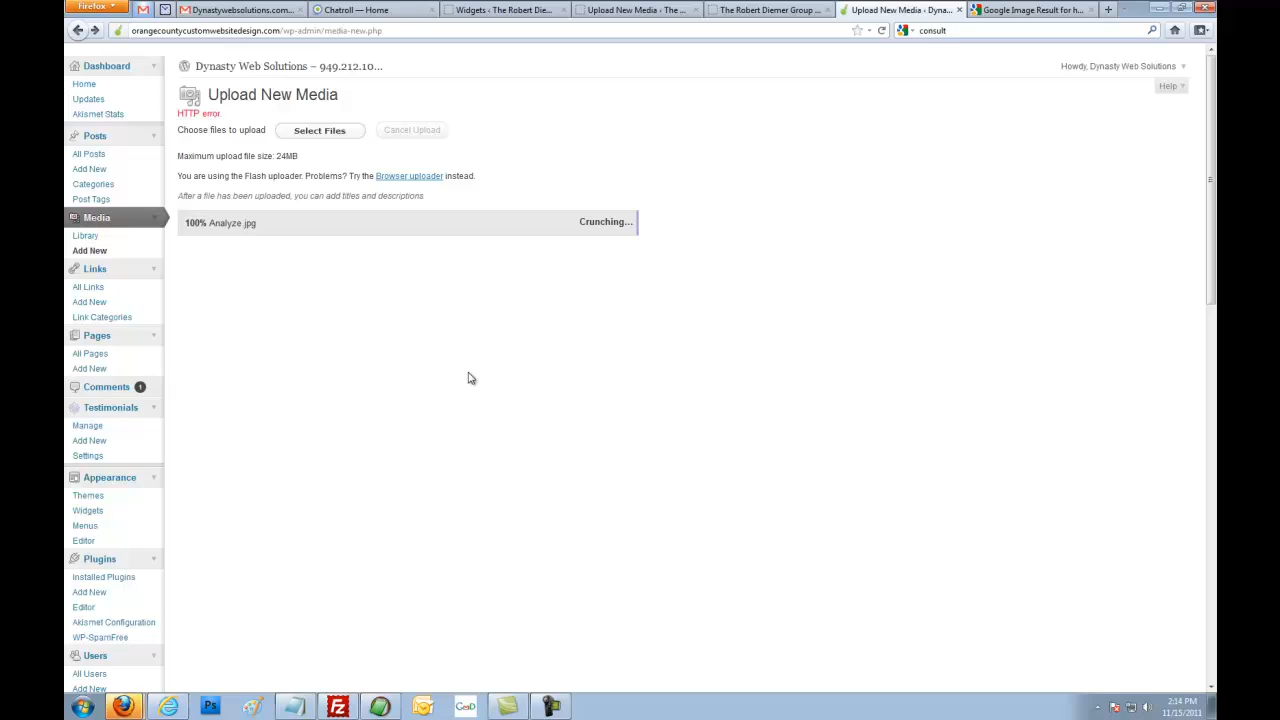 Firefox
Dynastywebsolutions.com...
Chatroll — Home
Widgets ‹ The Robert Die...
Upload New Media ‹ The ...
The Robert Diemer Group ...
Upload New Media ‹ Dyna...
Google Image Result for h...
orangecountycustomwebsitedesign.com/wp-admin/media-new.php
consult
Dynasty Web Solutions – 949.212.10...
Howdy, Dynasty Web Solutions
Help
Upload New Media
HTTP error.
Choose files to upload
Select Files
Cancel Upload
Maximum upload file size: 24MB
You are using the Flash uploader. Problems? Try the Browser uploader instead.
After a file has been uploaded, you can add titles and descriptions
100% Analyze.jpg
Crunching...
Dashboard
Home
Updates
Akismet Stats
Posts
All Posts
Add New
Categories
Post Tags
Media
Library
Add New
Links
All Links
Add New
Link Categories
Pages
All Pages
Add New
Comments 1
Testimonials
Manage
Add New
Settings
Appearance
Themes
Widgets
Menus
Editor
Plugins
Installed Plugins
Add New
Editor
Akismet Configuration
WP-SpamFree
Users
All Users
Add New
Ps
Fz
2:14 PM
11/15/2011